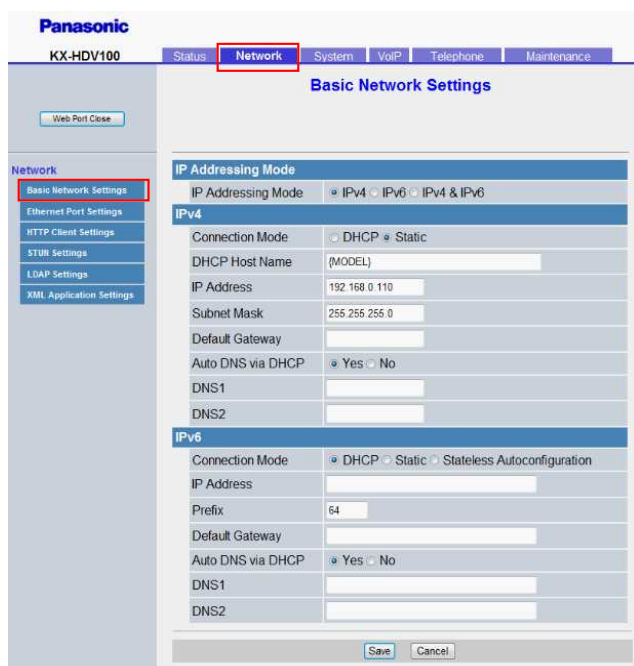 Panasonic
KX-HDV100
Status Network System VoIP Telephone Maintenance
Basic Network Settings
Web Port Close
Network
Basic Network Settings
Ethernet Port Settings
HTTP Client Settings
STUN Settings
LDAP Settings
XML Application Settings
IP Addressing Mode
IP Addressing Mode IPv4 IPv6 IPv4 & IPv6
IPv4
Connection Mode DHCP Static
DHCP Host Name {MODEL}
IP Address 192.168.0.110
Subnet Mask 255.255.255.0
Default Gateway
Auto DNS via DHCP Yes No
DNS1
DNS2
IPv6
Connection Mode DHCP Static Stateless Autoconfiguration
IP Address
Prefix 64
Default Gateway
Auto DNS via DHCP Yes No
DNS1
DNS2
Save Cancel